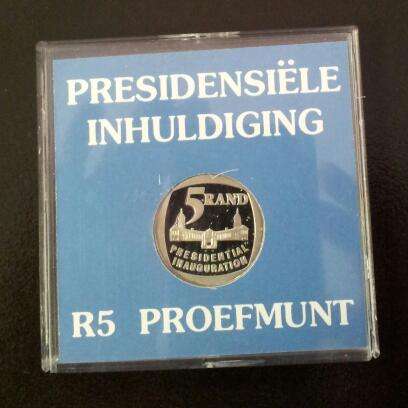 PRESIDENSIËLE
INHULDIGING
5 RAND
PRESIDENTIAL
INAUGURATION
R5 PROEFMUNT